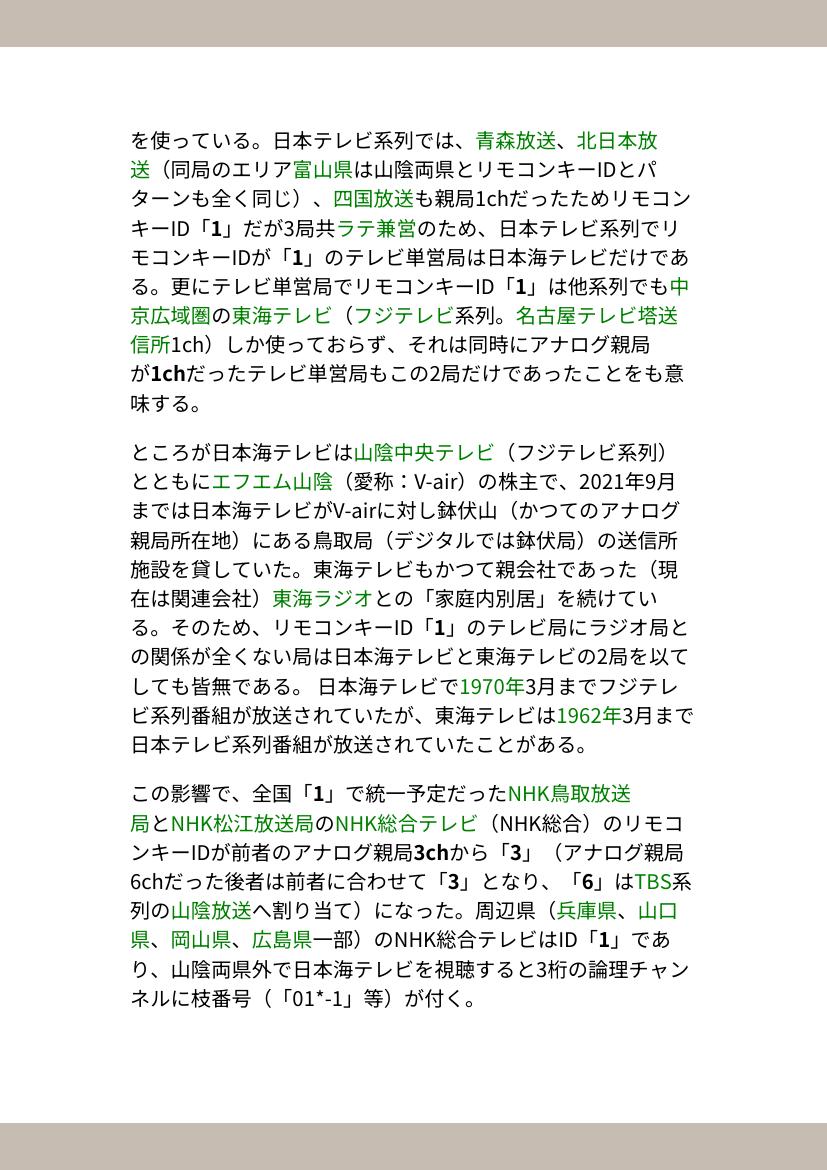 を使っている。日本テレビ系列では、青森放送、北日本放
送（同局のエリア富山県は山陰両県とリモコンキーIDとパ
ターンも全く同じ）、四国放送も親局1chだったためリモコン
キーID「1」だが3局共ラテ兼営のため、日本テレビ系列でリ
モコンキーIDが「1」のテレビ単営局は日本海テレビだけであ
る。更にテレビ単営局でリモコンキーID「1」は他系列でも中
京広域圏の東海テレビ（フジテレビ系列。名古屋テレビ塔送
信所1ch）しか使っておらず、それは同時にアナログ親局
が1chだったテレビ単営局もこの2局だけであったことをも意
味する。
ところが日本海テレビは山陰中央テレビ（フジテレビ系列）
とともにエフエム山陰（愛称：V-air）の株主で、2021年9月
までは日本海テレビがV-airに対し鉢伏山（かつてのアナログ
親局所在地）にある鳥取局（デジタルでは鉢伏局）の送信所
施設を貸していた。東海テレビもかつて親会社であった（現
在は関連会社）東海ラジオとの「家庭内別居」を続けてい
る。そのため、リモコンキーID「1」のテレビ局にラジオ局と
の関係が全くない局は日本海テレビと東海テレビの2局を以て
しても皆無である。 日本海テレビで1970年3月までフジテレ
ビ系列番組が放送されていたが、東海テレビは1962年3月まで
日本テレビ系列番組が放送されていたことがある。
この影響で、全国「1」で統一予定だったNHK鳥取放送
局とNHK松江放送局のNHK総合テレビ（NHK総合）のリモコ
ンキーIDが前者のアナログ親局3chから「3」（アナログ親局
6chだった後者は前者に合わせて「3」となり、「6」はTBS系
列の山陰放送へ割り当て）になった。周辺県（兵庫県、山口
県、岡山県、広島県一部）のNHK総合テレビはID「1」であ
り、山陰両県外で日本海テレビを視聴すると3桁の論理チャン
ネルに枝番号（「01*-1」等）が付く。